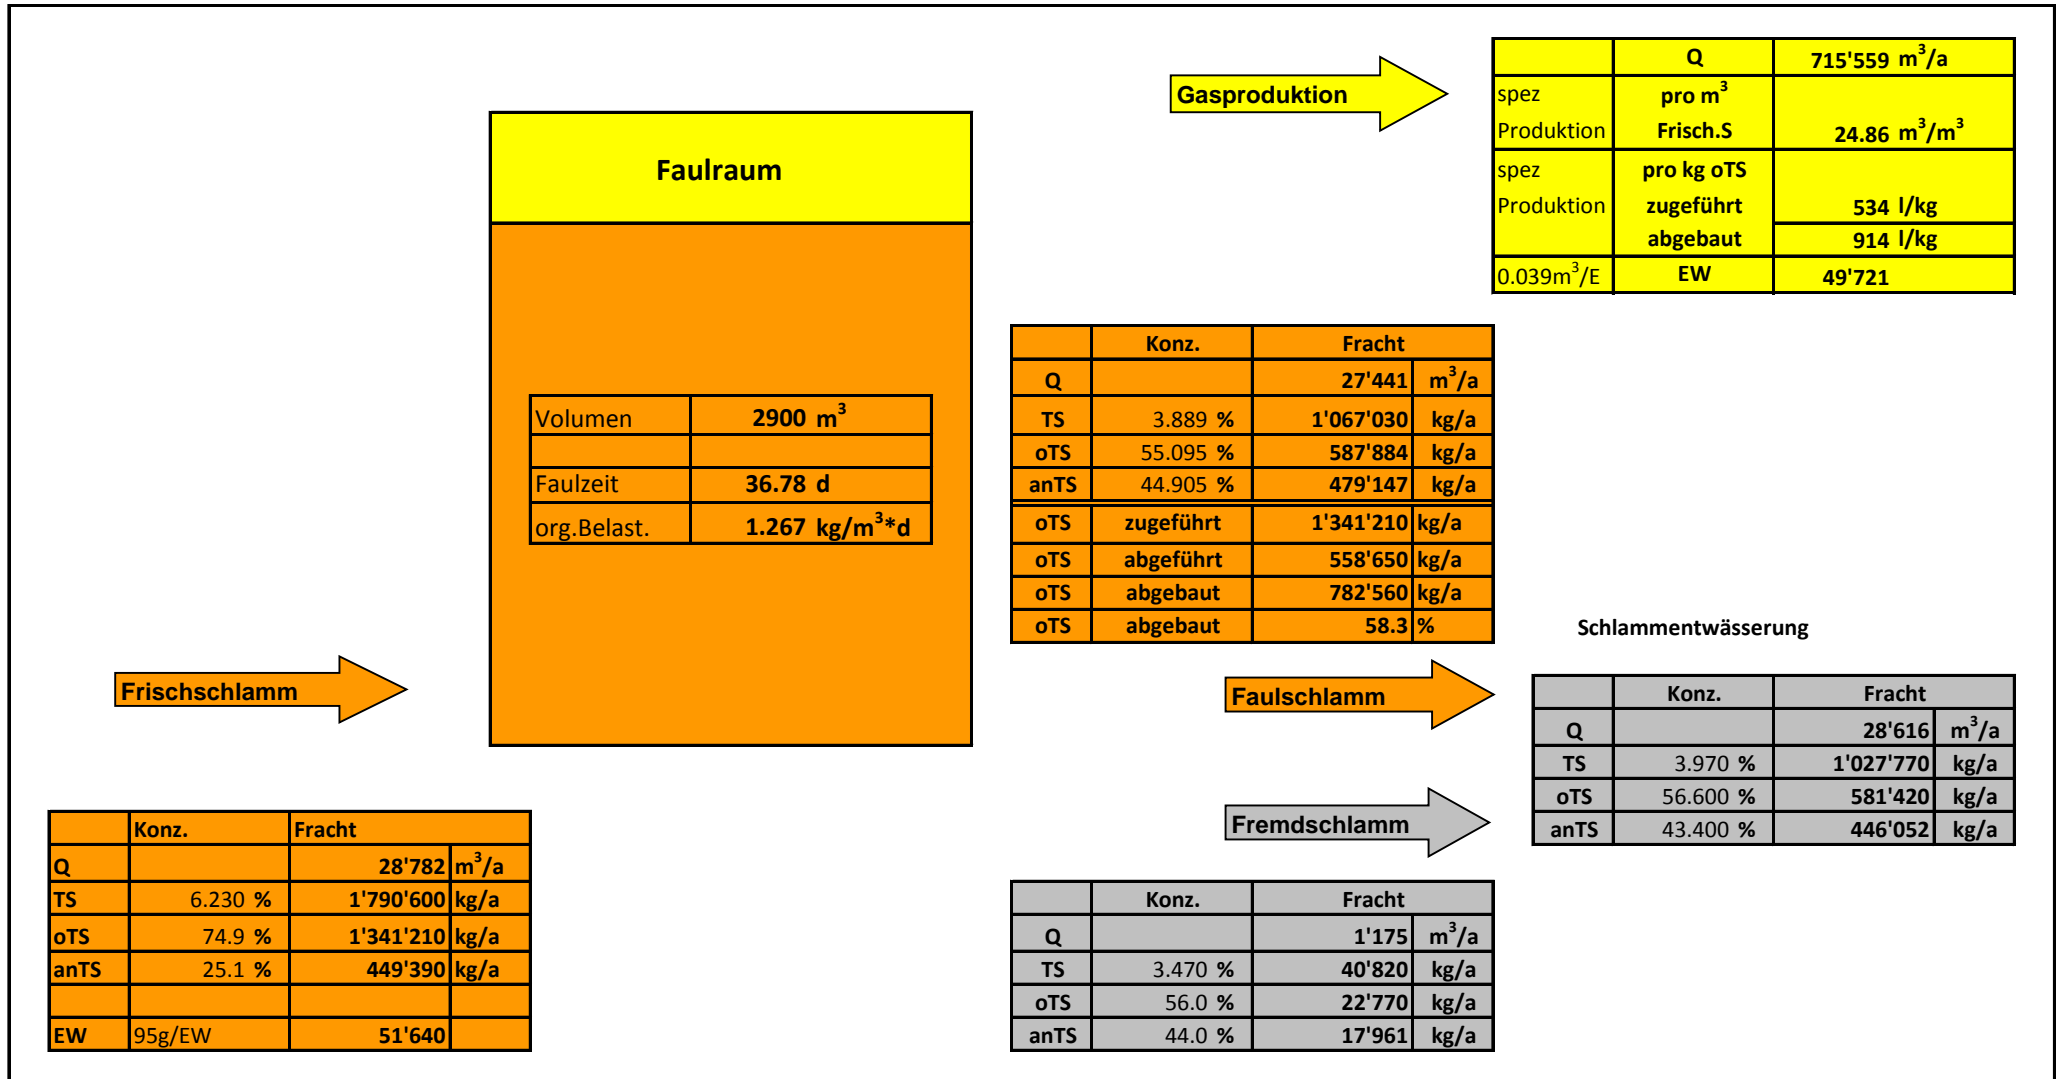 Q 715'559 m³/a
Gasproduktion
spez pro m³
Produktion Frisch.S 24.86 m³/m³
spez pro kg oTS
Produktion zugeführt 534 l/kg
abgebaut 914 l/kg
0.039m³/E EW 49'721
Faulraum
Volumen 2900 m³
Faulzeit 36.78 d
org.Belast. 1.267 kg/m³*d
Konz. Fracht
Q 27'441 m³/a
TS 3.889 % 1'067'030 kg/a
oTS 55.095 % 587'884 kg/a
anTS 44.905 % 479'147 kg/a
oTS zugeführt 1'341'210 kg/a
oTS abgeführt 558'650 kg/a
oTS abgebaut 782'560 kg/a
oTS abgebaut 58.3 %
Schlammentwässerung
Frischschlamm
Faulschlamm
Konz. Fracht
Q 28'616 m³/a
TS 3.970 % 1'027'770 kg/a
oTS 56.600 % 581'420 kg/a
anTS 43.400 % 446'052 kg/a
Fremdschlamm
Konz. Fracht
Q 28'782 m³/a
TS 6.230 % 1'790'600 kg/a
oTS 74.9 % 1'341'210 kg/a
anTS 25.1 % 449'390 kg/a
EW 95g/EW 51'640
Konz. Fracht
Q 1'175 m³/a
TS 3.470 % 40'820 kg/a
oTS 56.0 % 22'770 kg/a
anTS 44.0 % 17'961 kg/a